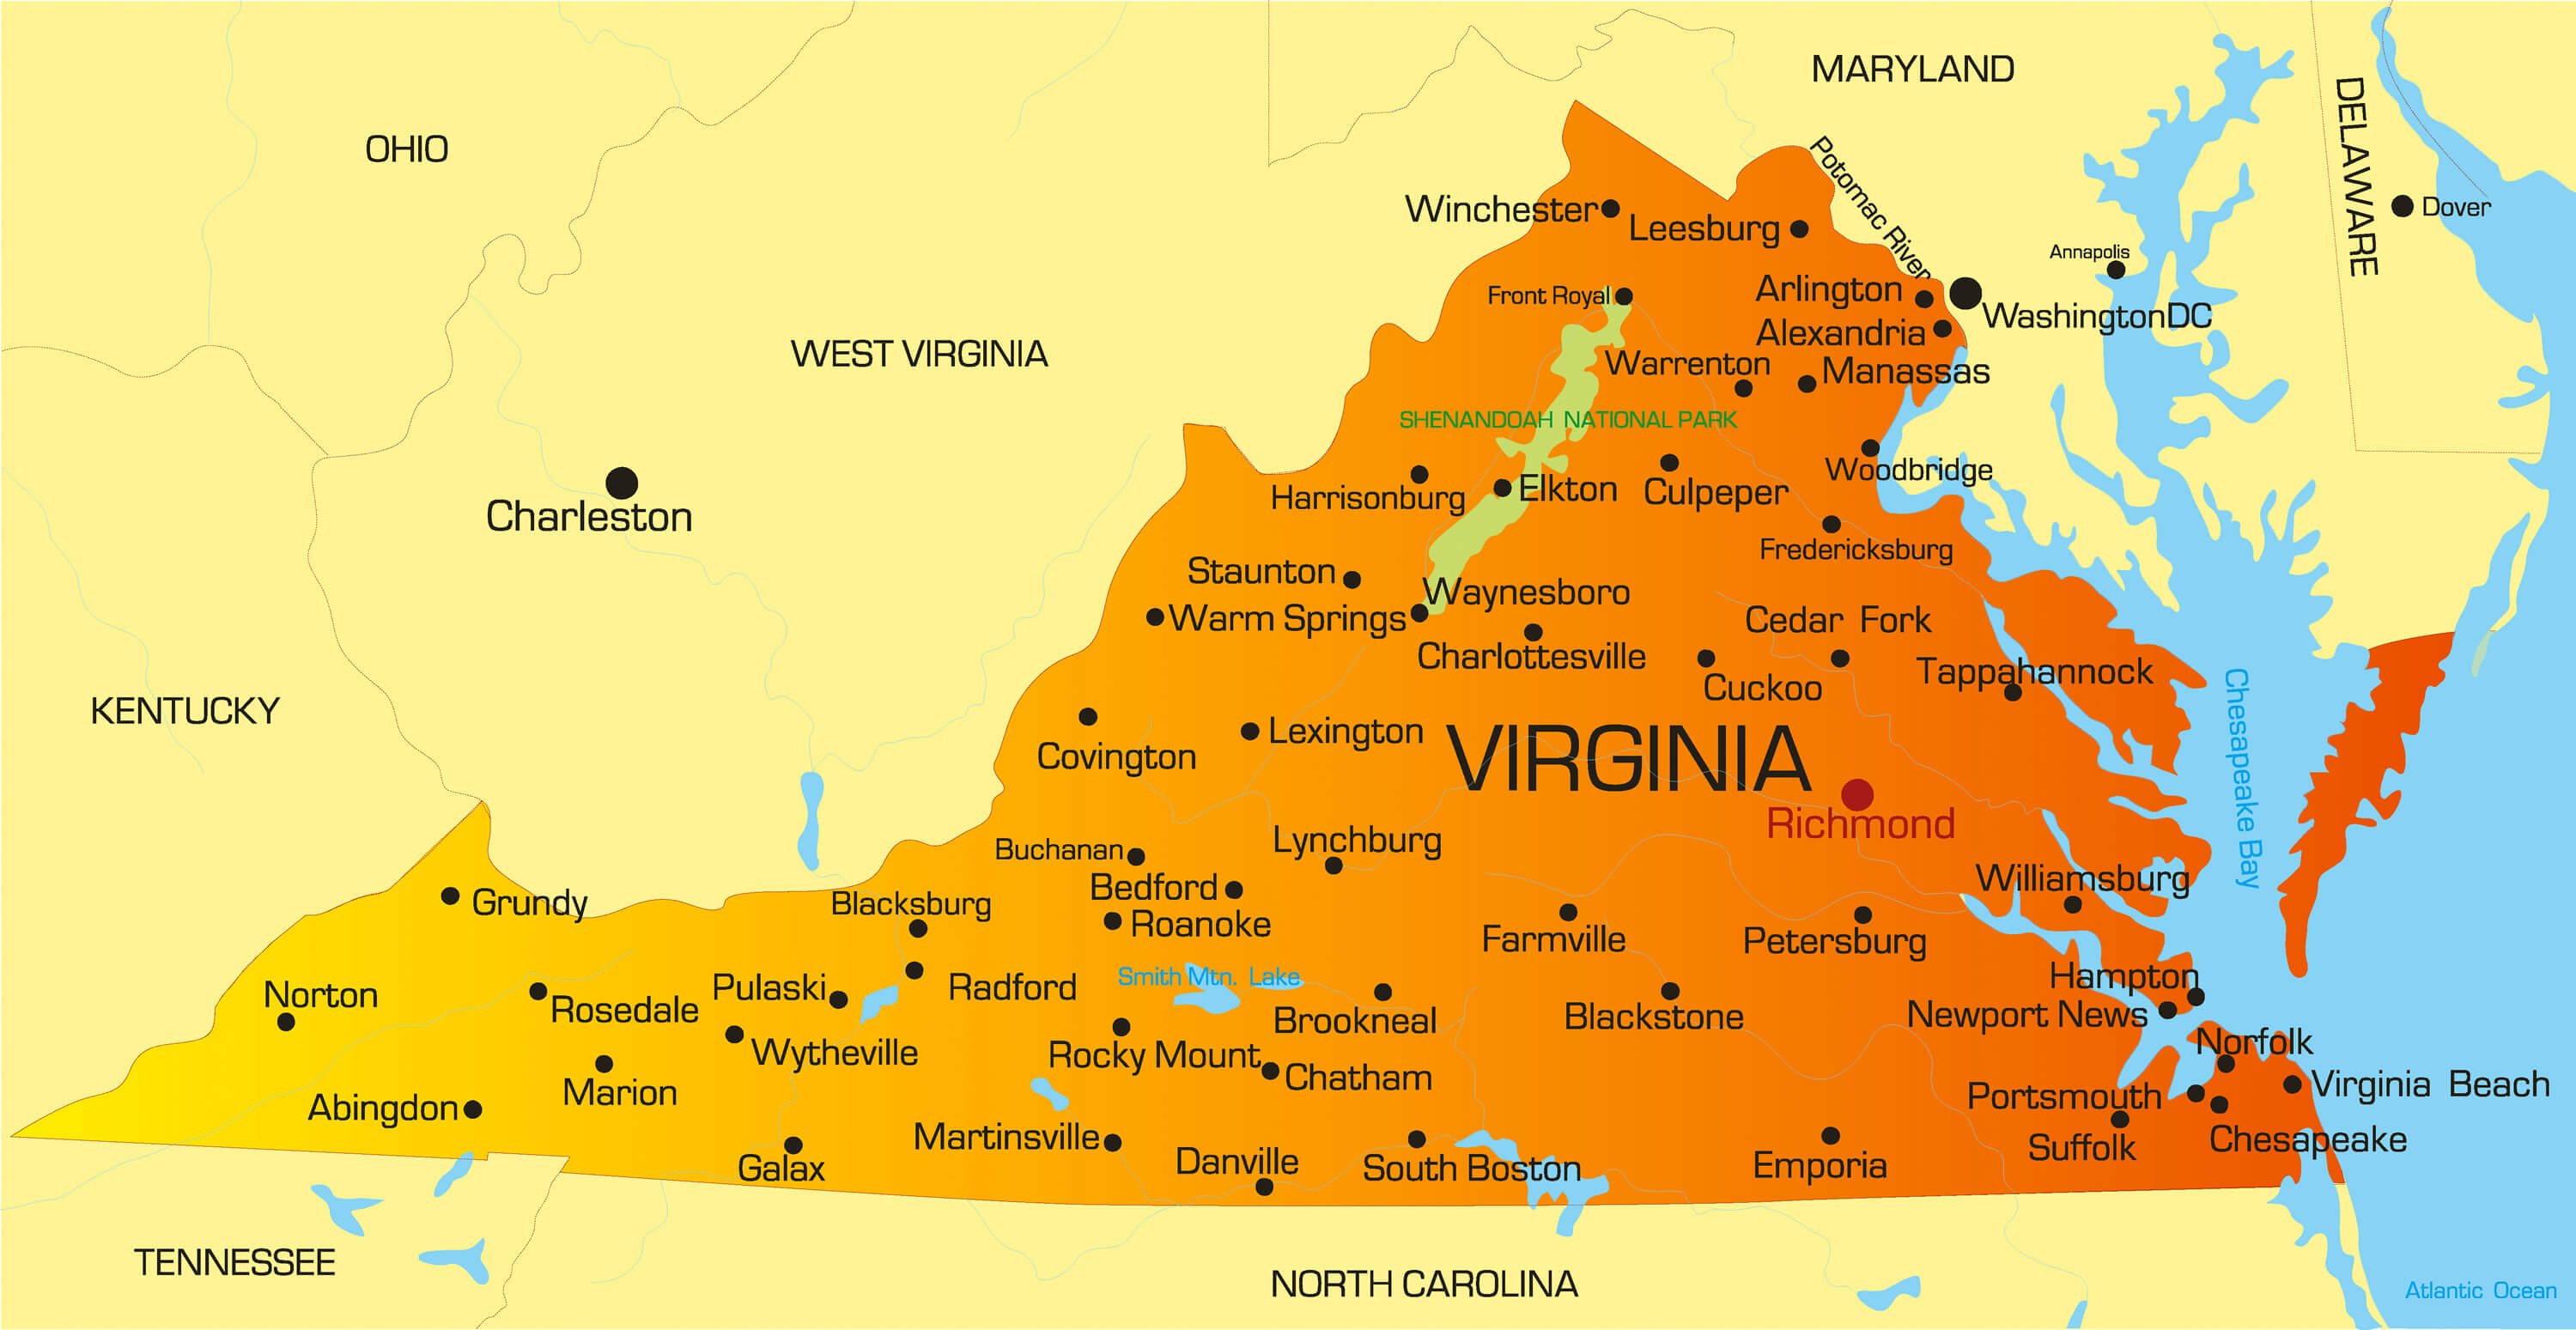 MARYLAND
OHIO
DELAWARE
Potomac River
Winchester
Leesburg
Dover
Annapolis
Front Royal
Arlington
WashingtonDC
Alexandria
WEST VIRGINIA
Warrenton
Manassas
SHENANDOAH NATIONAL PARK
Woodbridge
Harrisonburg
Elkton
Culpeper
Charleston
Fredericksburg
Staunton
Waynesboro
Warm Springs
Cedar Fork
Charlottesville
Tappahannock
Cuckoo
KENTUCKY
Lexington
Covington
VIRGINIA
Chesapeake Bay
Richmond
Lynchburg
Buchanan
Bedford
Williamsburg
Grundy
Blacksburg
Roanoke
Farmville
Petersburg
Smith Mtn. Lake
Hampton
Norton
Pulaski
Radford
Rosedale
Brookneal
Blackstone
Newport News
Norfolk
Wytheville
Rocky Mount
Chatham
Virginia Beach
Marion
Portsmouth
Abingdon
Martinsville
Chesapeake
Suffolk
Galax
Danville
South Boston
Emporia
TENNESSEE
NORTH CAROLINA
Atlantic Ocean